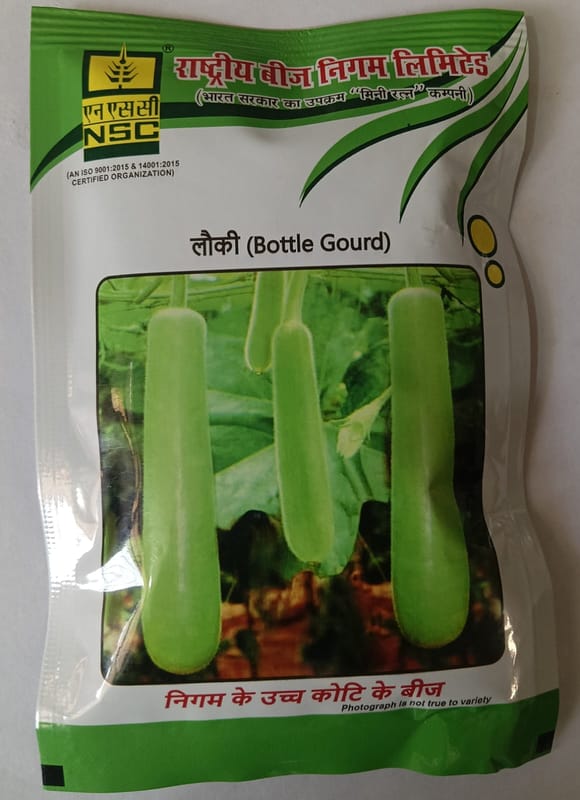 राष्ट्रीय बीज निगम लिमिटेड
(भारत सरकार का उपक्रम "मिनी रत्न" कम्पनी)
®
एन एस सी
NSC
(AN ISO 9001:2015 & 14001:2015
CERTIFIED ORGANIZATION)
लौकी (Bottle Gourd)
निगम के उच्च कोटि के बीज
Photograph is not true to variety